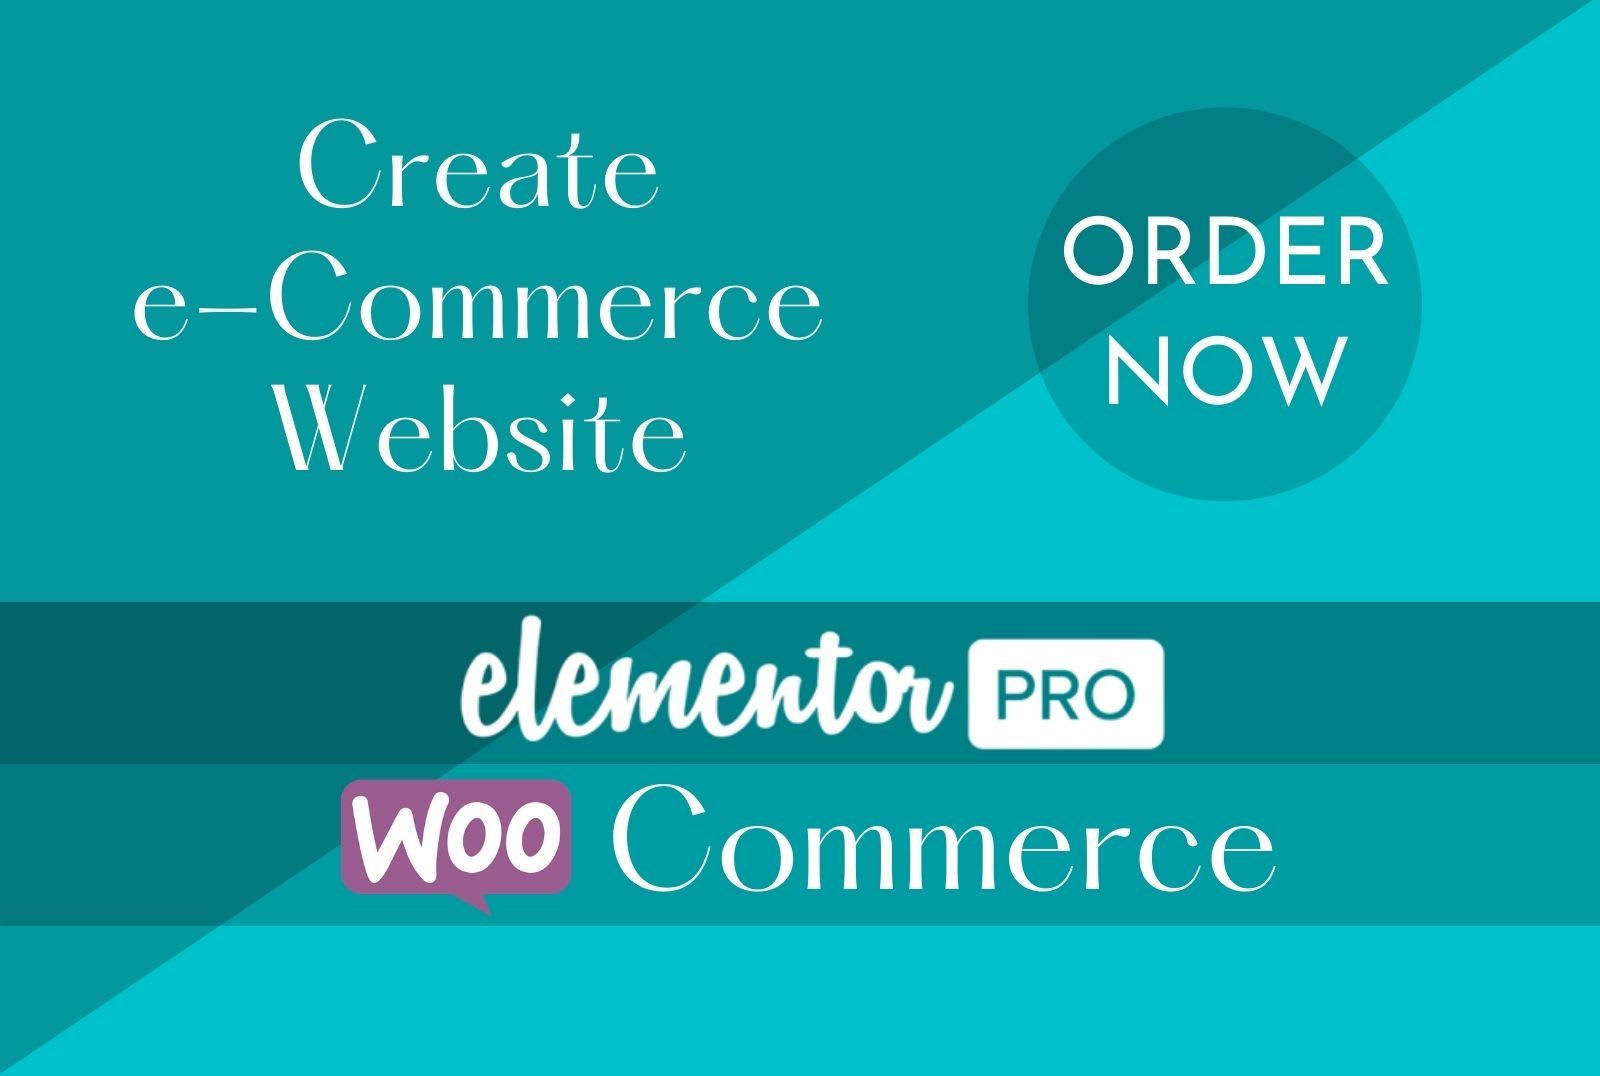 Create
e-Commerce
Website
ORDER
NOW
elementor PRO
WOO Commerce